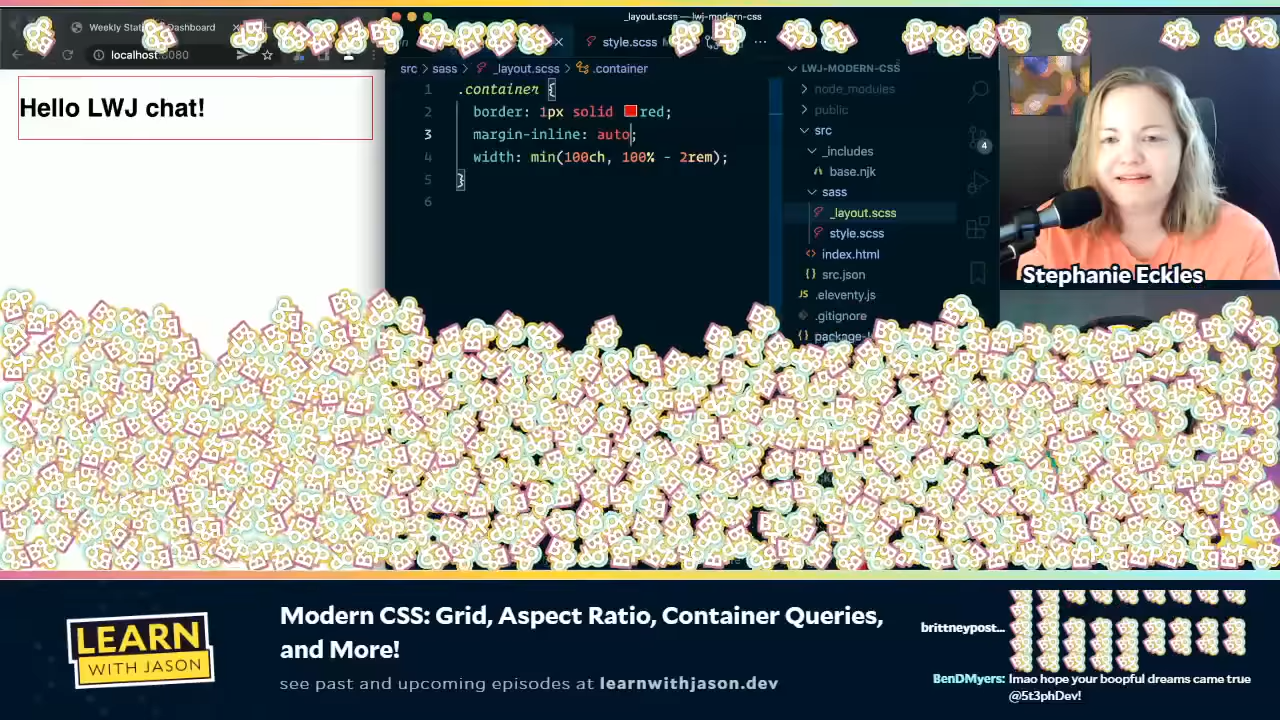 Weekly Sta
Dashboard
localhost:8080
Hello LWJ chat!
_layout.scss — lwj-modern-css
style.scss
src > sass > _layout.scss > .container
1 .container {
2 border: 1px solid red;
3 margin-inline: auto;
4 width: min(100ch, 100% - 2rem);
5 }
6
LWJ-MODERN-CSS
node_modules
public
src
_includes
base.njk
sass
_layout.scss
style.scss
index.html
src.json
.eleventy.js
.gitignore
4
Stephanie Eckles
LEARN
WITH JASON
Modern CSS: Grid, Aspect Ratio, Container Queries,
and More!
see past and upcoming episodes at learnwithjason.dev
brittneypost...
BenDMyers: lmao hope your boopful dreams came true
@5t3phDev!